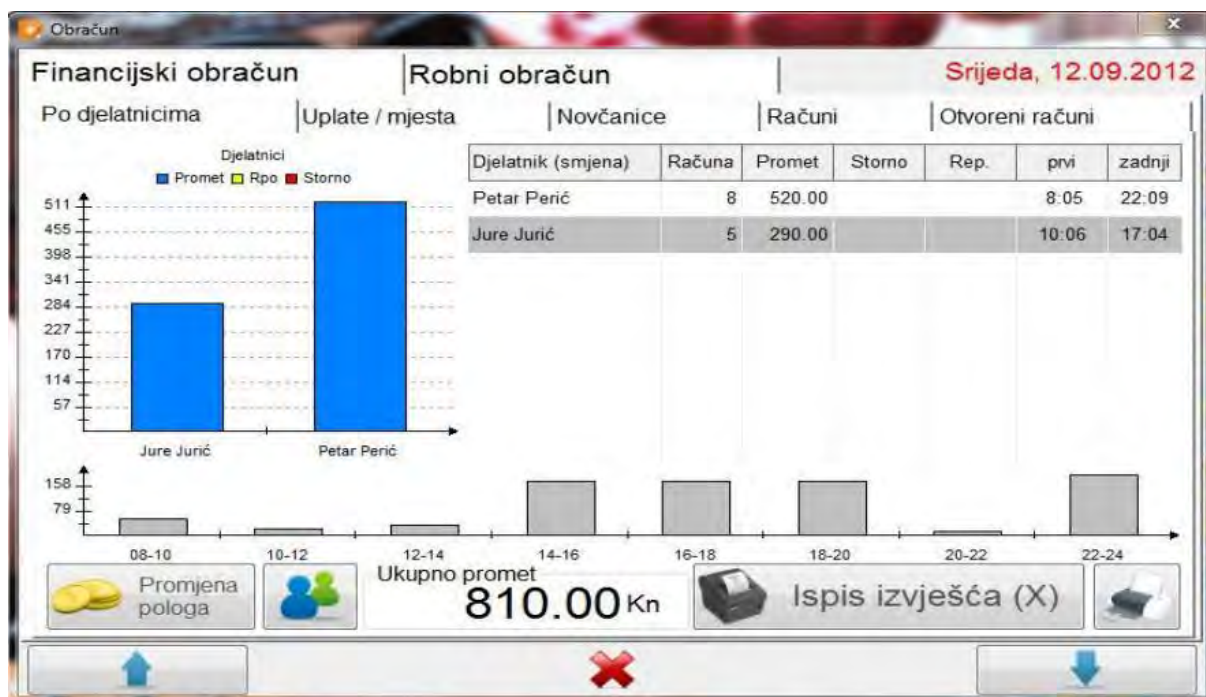 Obračun
Financijski obračun Robni obračun Srijeda, 12.09.2012
Po djelatnicima Uplate / mjesta Novčanice Računi Otvoreni računi
Djelatnici
Promet Rpo Storno
511
455
398
341
284
227
170
114
57
Jure Jurić Petar Perić
Djelatnik (smjena) Računa Promet Storno Rep. prvi zadnji
Petar Perić 8 520.00 8:05 22:09
Jure Jurić 5 290.00 10:06 17:04
158
79
08-10 10-12 12-14 14-16 16-18 18-20 20-22 22-24
Promjena
pologa
Ukupno promet
810.00 Kn
Ispis izvješća (X)